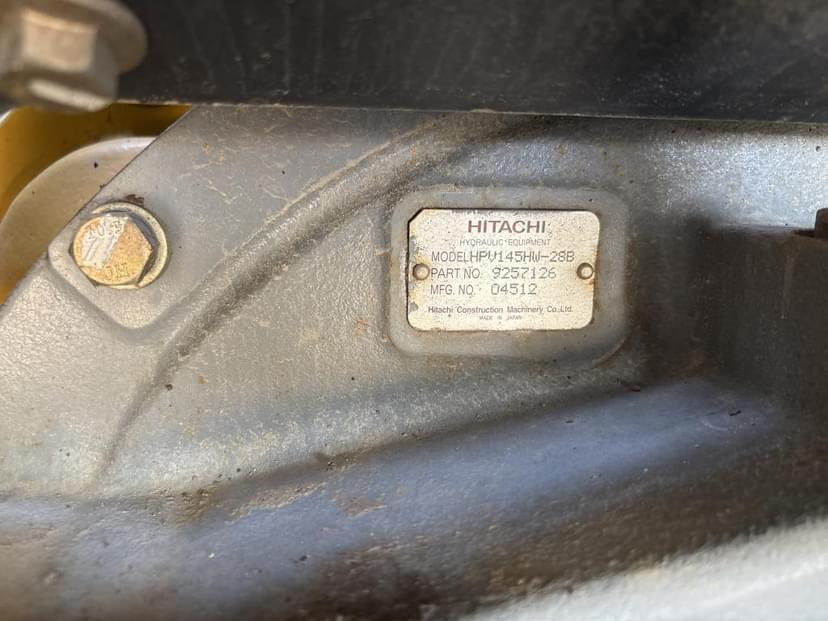 HITACHI
HYDRAULIC EQUIPMENT
MODEL HPV145HW-28B
PART NO. 9257126
MFG. NO. 04512
Hitachi Construction Machinery Co.,Ltd.
MADE IN JAPAN